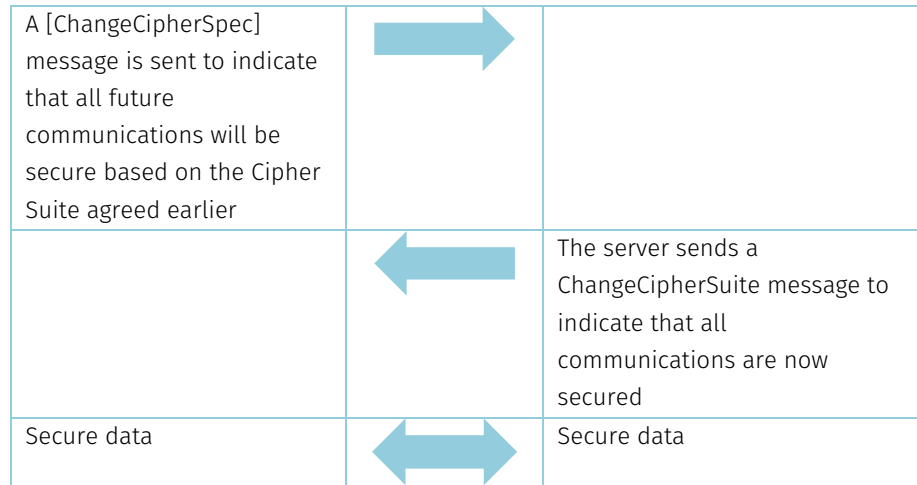 A [ChangeCipherSpec]
message is sent to indicate
that all future
communications will be
secure based on the Cipher
Suite agreed earlier
The server sends a
ChangeCipherSuite message to
indicate that all
communications are now
secured
Secure data
Secure data